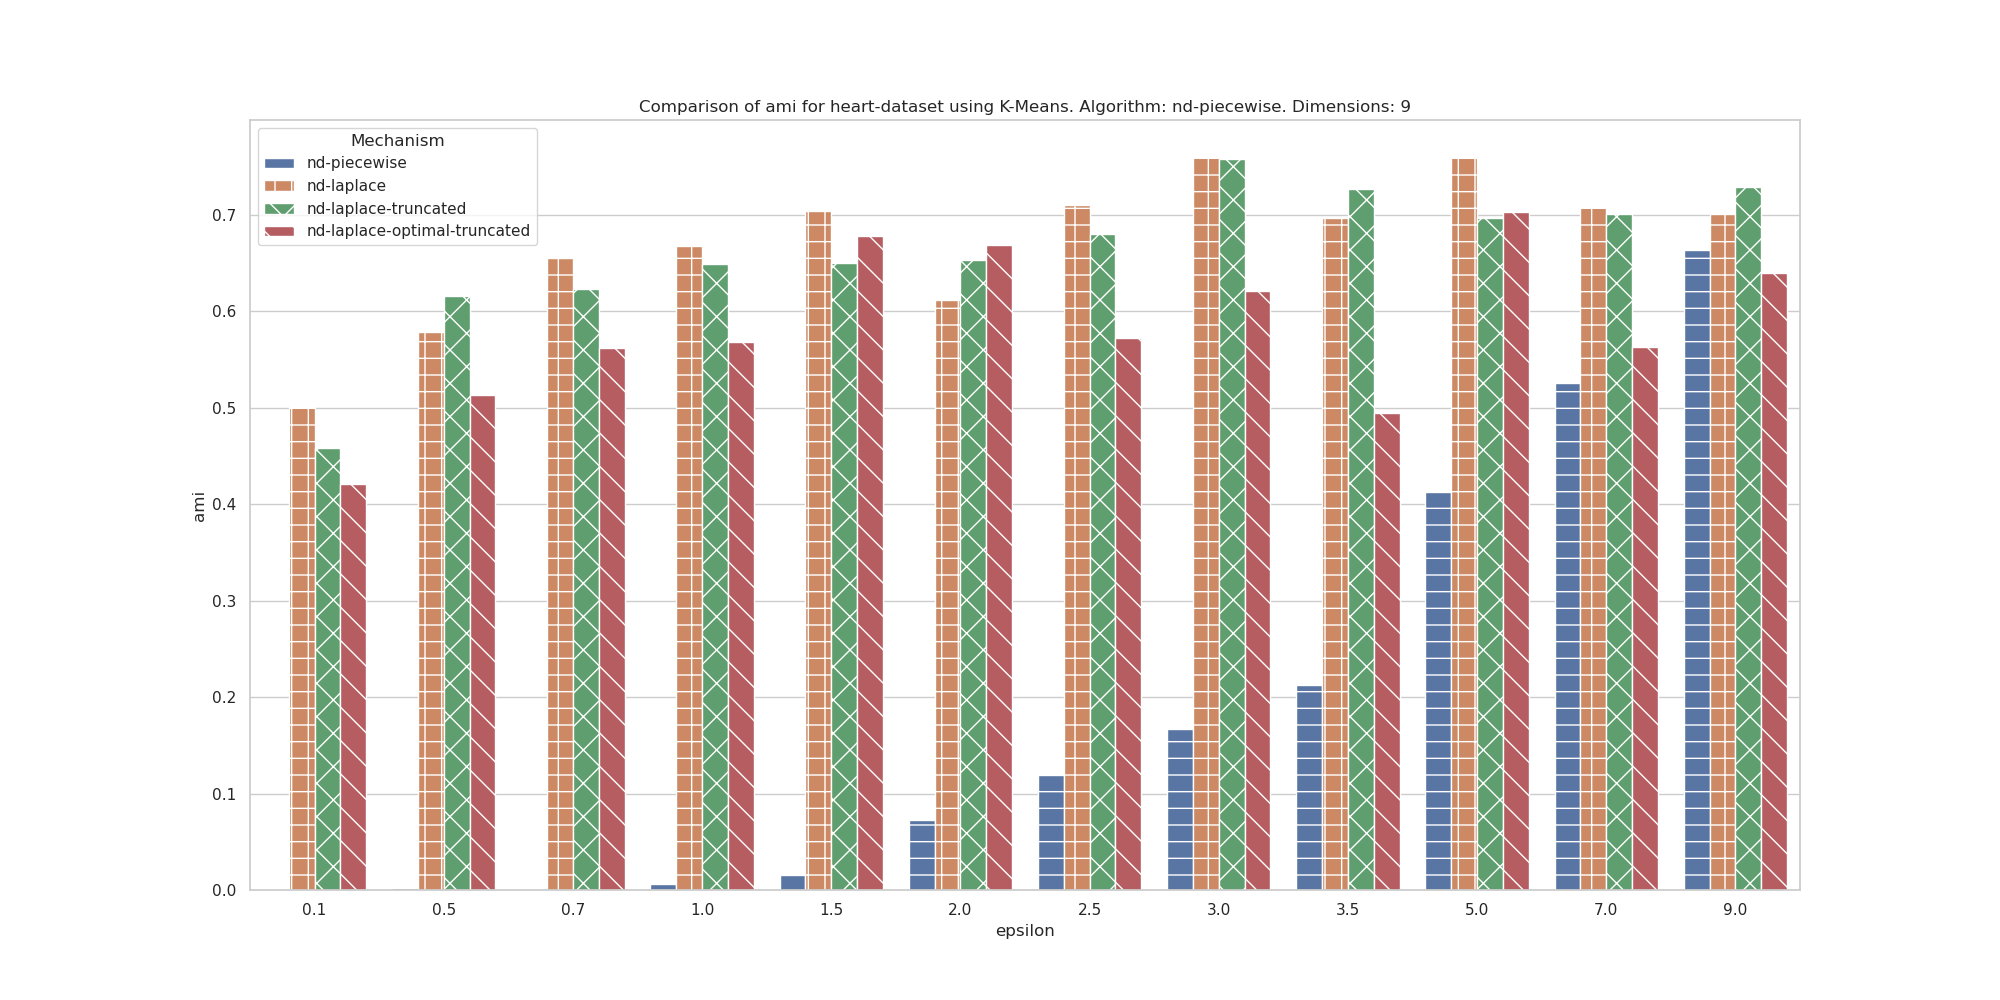 Comparison of ami for heart-dataset using K-Means. Algorithm: nd-piecewise. Dimensions: 9
Mechanism
nd-piecewise
nd-laplace
nd-laplace-truncated
nd-laplace-optimal-truncated
ami
0.7
0.6
0.5
0.4
0.3
0.2
0.1
0.0
0.1 0.5 0.7 1.0 1.5 2.0 2.5 3.0 3.5 5.0 7.0 9.0
epsilon